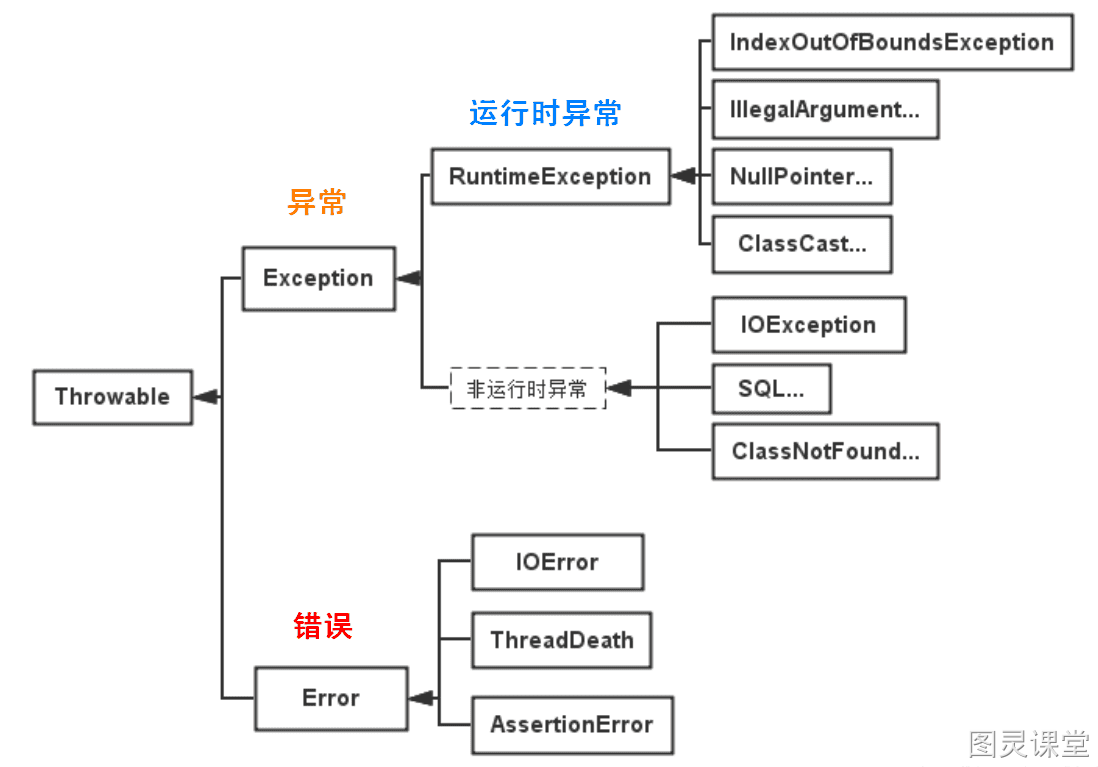 IndexOutOfBoundsException
运行时异常
IllegalArgument...
RuntimeException
NullPointer...
异常
ClassCast...
Exception
IOException
Throwable
非运行时异常
SQL...
ClassNotFound...
IOError
错误
ThreadDeath
Error
AssertionError
图灵课堂